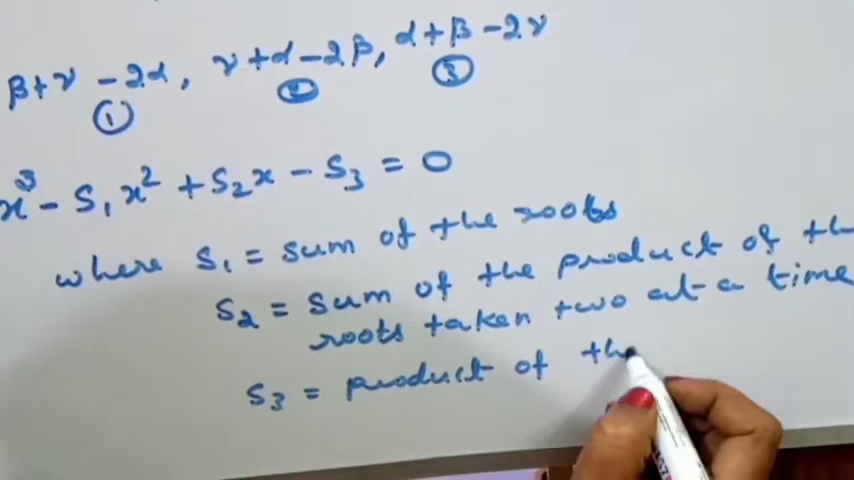 β+γ-2α, γ+α-2β, α+β-2γ
① ② ③
x³ - S₁x² + S₂x - S₃ = 0
where S₁ = sum of the roots
S₂ = sum of the product of th
roots taken two at a time
S₃ = product of the